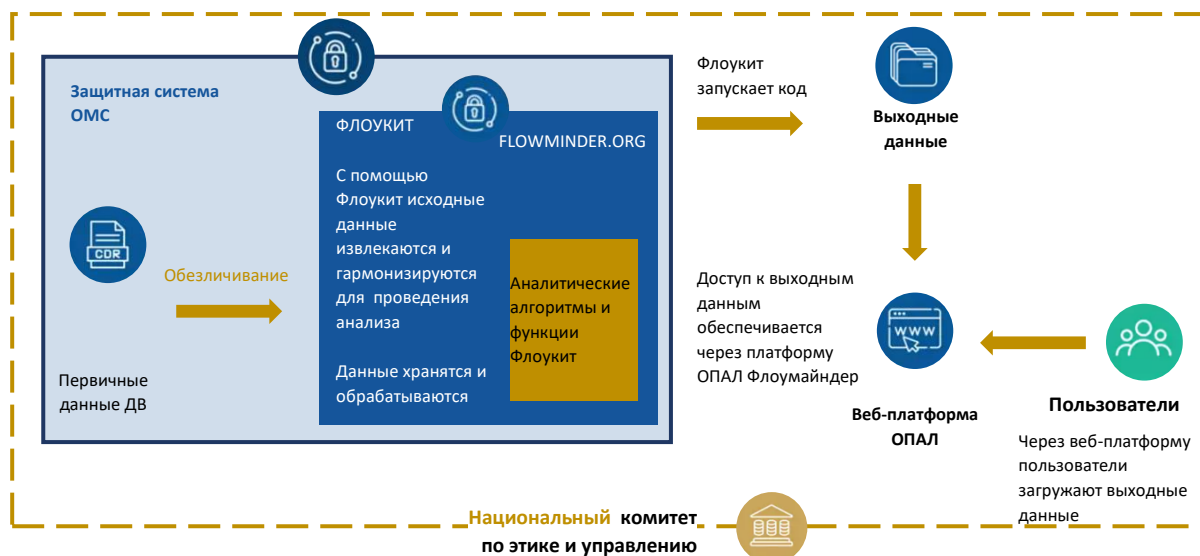 Защитная система
ОМС
CDR
Обезличивание
Первичные
данные ДВ
ФЛОУКИТ
FLOWMINDER.ORG
С помощью
Флоукит исходные
данные
извлекаются и
гармонизируются
для проведения
анализа
Данные хранятся и
обрабатываются
Аналитические
алгоритмы и
функции
Флоукит
Флоукит
запускает код
Выходные
данные
Доступ к выходным
данным
обеспечивается
через платформу
ОПАЛ Флоумайндер
WWW
Веб-платформа
ОПАЛ
Пользователи
Через веб-платформу
пользователи
загружают выходные
данные
Национальный комитет
по этике и управлению